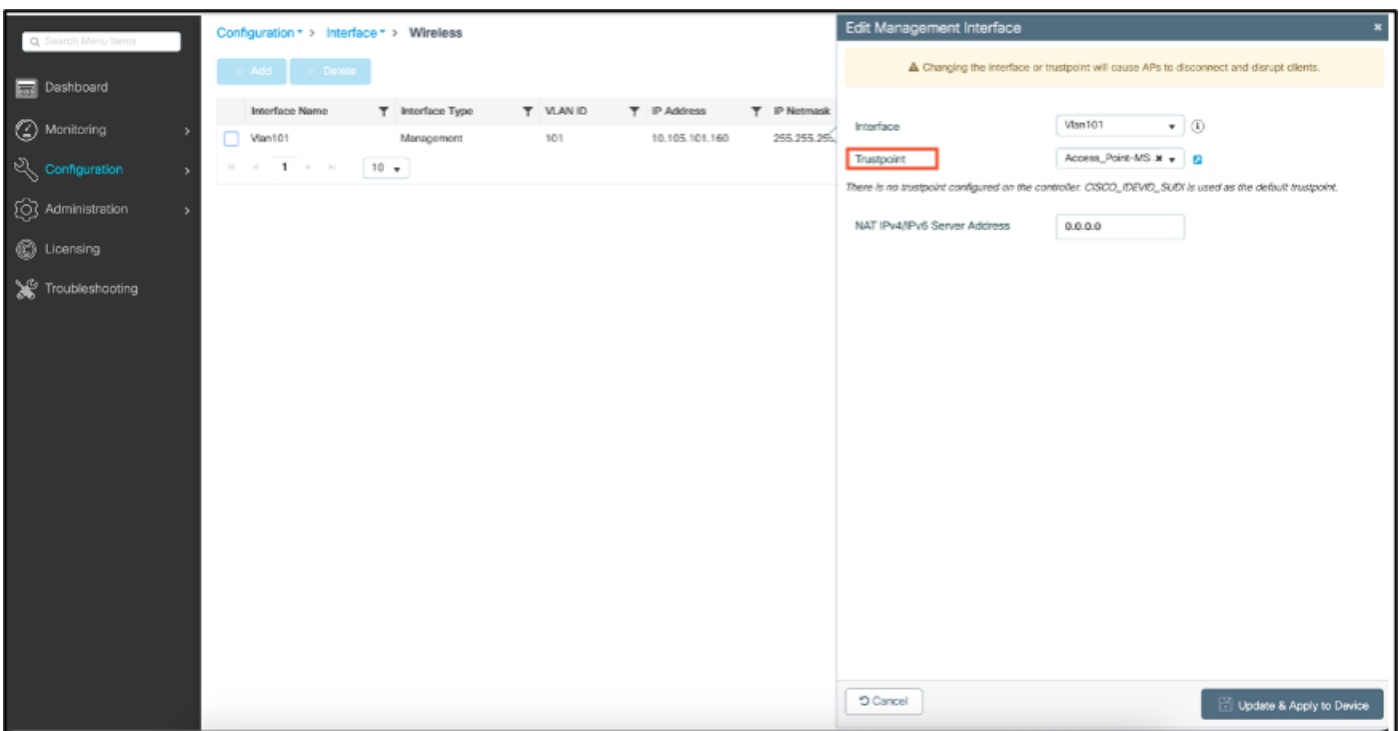 Search Menu Items
Dashboard
Monitoring
Configuration
Administration
Licensing
Troubleshooting
Configuration > Interface > Wireless
+ Add
× Delete
Interface Name Interface Type VLAN ID IP Address IP Netmask
Vlan101 Management 101 10.105.101.160 255.255.25
1 10
Edit Management Interface
Changing the interface or trustpoint will cause APs to disconnect and disrupt clients.
Interface Vlan101
Trustpoint Access_Point-MS
There is no trustpoint configured on the controller. CISCO_IDEVID_SUDI is used as the default trustpoint.
NAT IPv4/IPv6 Server Address 0.0.0.0
Cancel
Update & Apply to Device